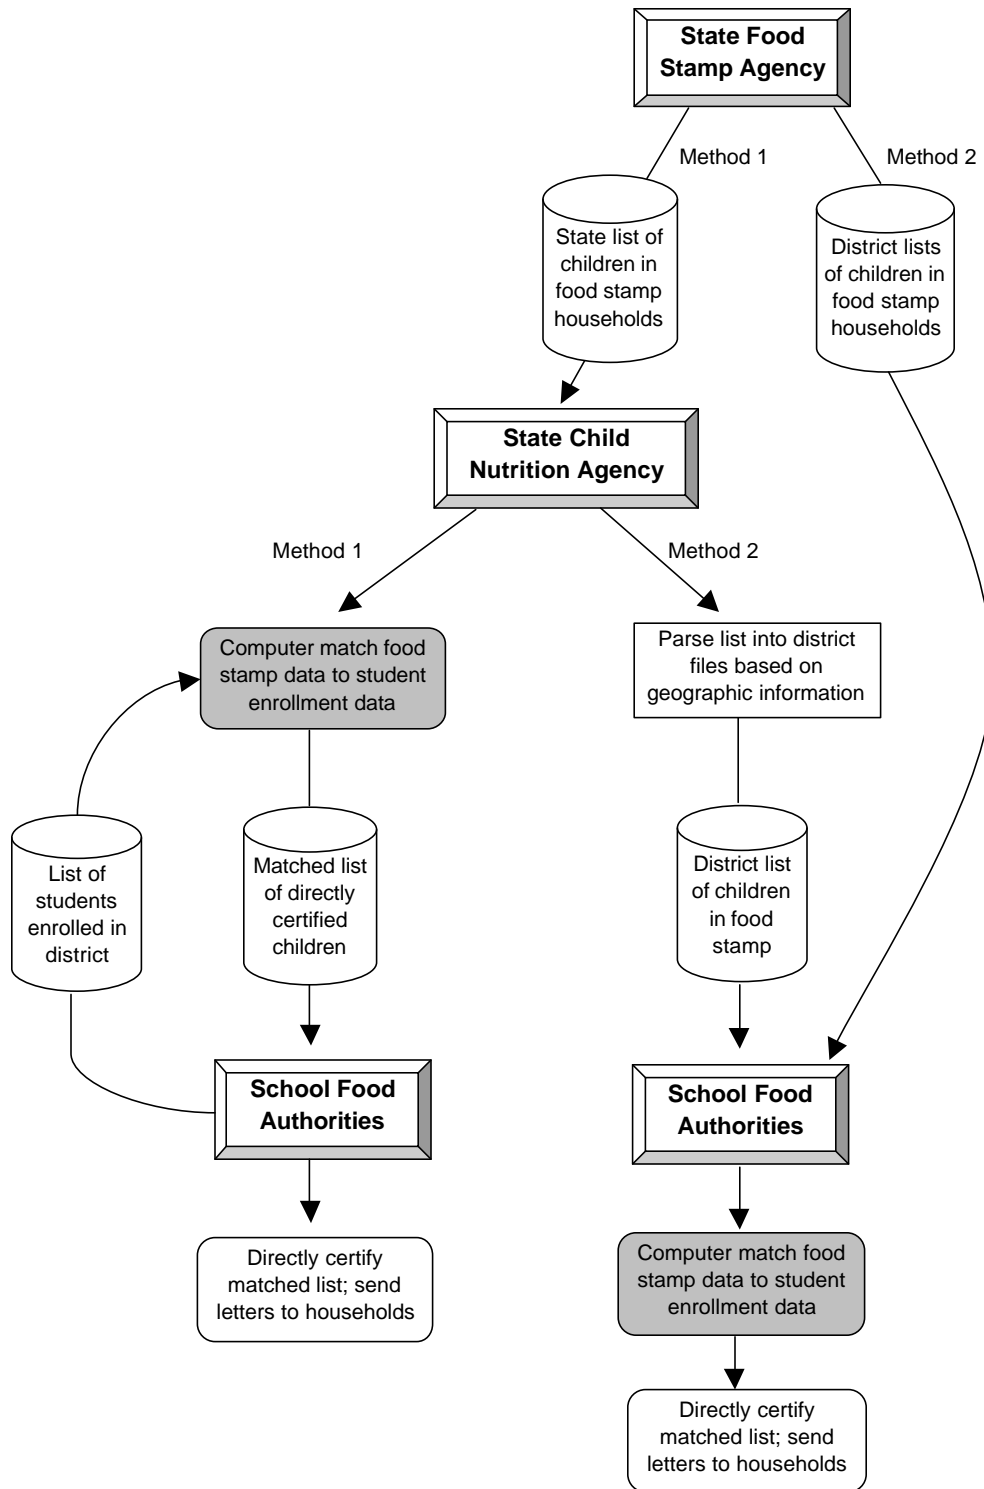 State Food
Stamp Agency
Method 1
Method 2
State list of
children in
food stamp
households
District lists
of children in
food stamp
households
State Child
Nutrition Agency
Method 1
Method 2
Computer match food
stamp data to student
enrollment data
Parse list into district
files based on
geographic information
List of
students
enrolled in
district
Matched list
of directly
certified
children
District list
of children
in food
stamp
School Food
Authorities
School Food
Authorities
Directly certify
matched list; send
letters to households
Computer match food
stamp data to student
enrollment data
Directly certify
matched list; send
letters to households